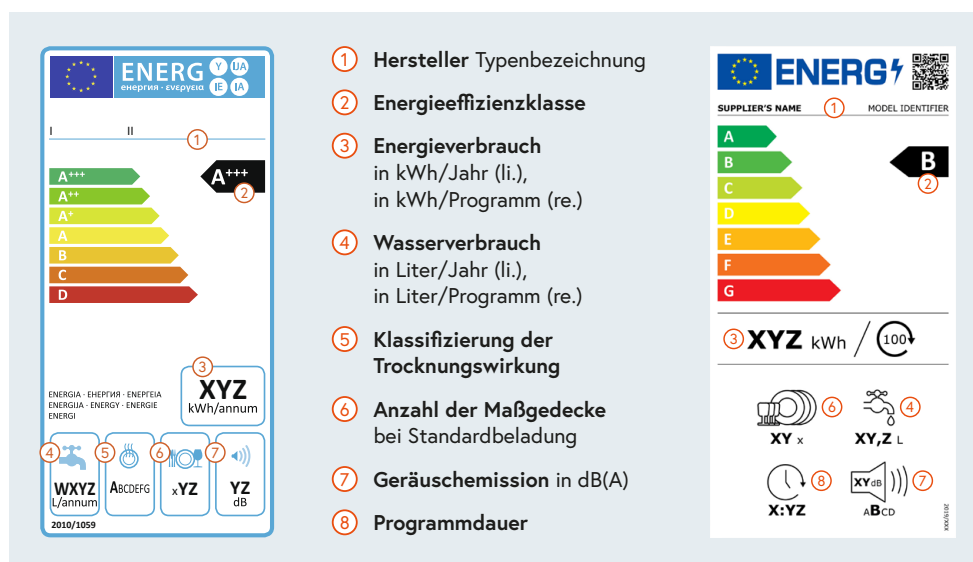 ENERG Y IJA
енергия · ενεργεια IE IA
I II
1
A+++
A++
A+
A
B
C
D
A+++
2
3
XYZ
kWh/annum
ENERGIA · ЕНЕРГИЯ · ΕΝΕΡΓΕΙΑ
ENERGIJA · ENERGY · ENERGIE
ENERGI
4
WXYZ
L/annum
5
ABCDEFG
6
xYZ
7
YZ
dB
2010/1059
1 Hersteller Typenbezeichnung
2 Energieeffizienzklasse
3 Energieverbrauch
in kWh/Jahr (li.),
in kWh/Programm (re.)
4 Wasserverbrauch
in Liter/Jahr (li.),
in Liter/Programm (re.)
5 Klassifizierung der
Trocknungswirkung
6 Anzahl der Maßgedecke
bei Standardbeladung
7 Geräuschemission in dB(A)
8 Programmdauer
ENERG
SUPPLIER'S NAME 1 MODEL IDENTIFIER
A
B
C
D
E
F
G
B
2
3 XYZ kWh / 100
6
XY x
4
XY,Z L
8
X:YZ
XYdB
7
ABCD
2019/XXX